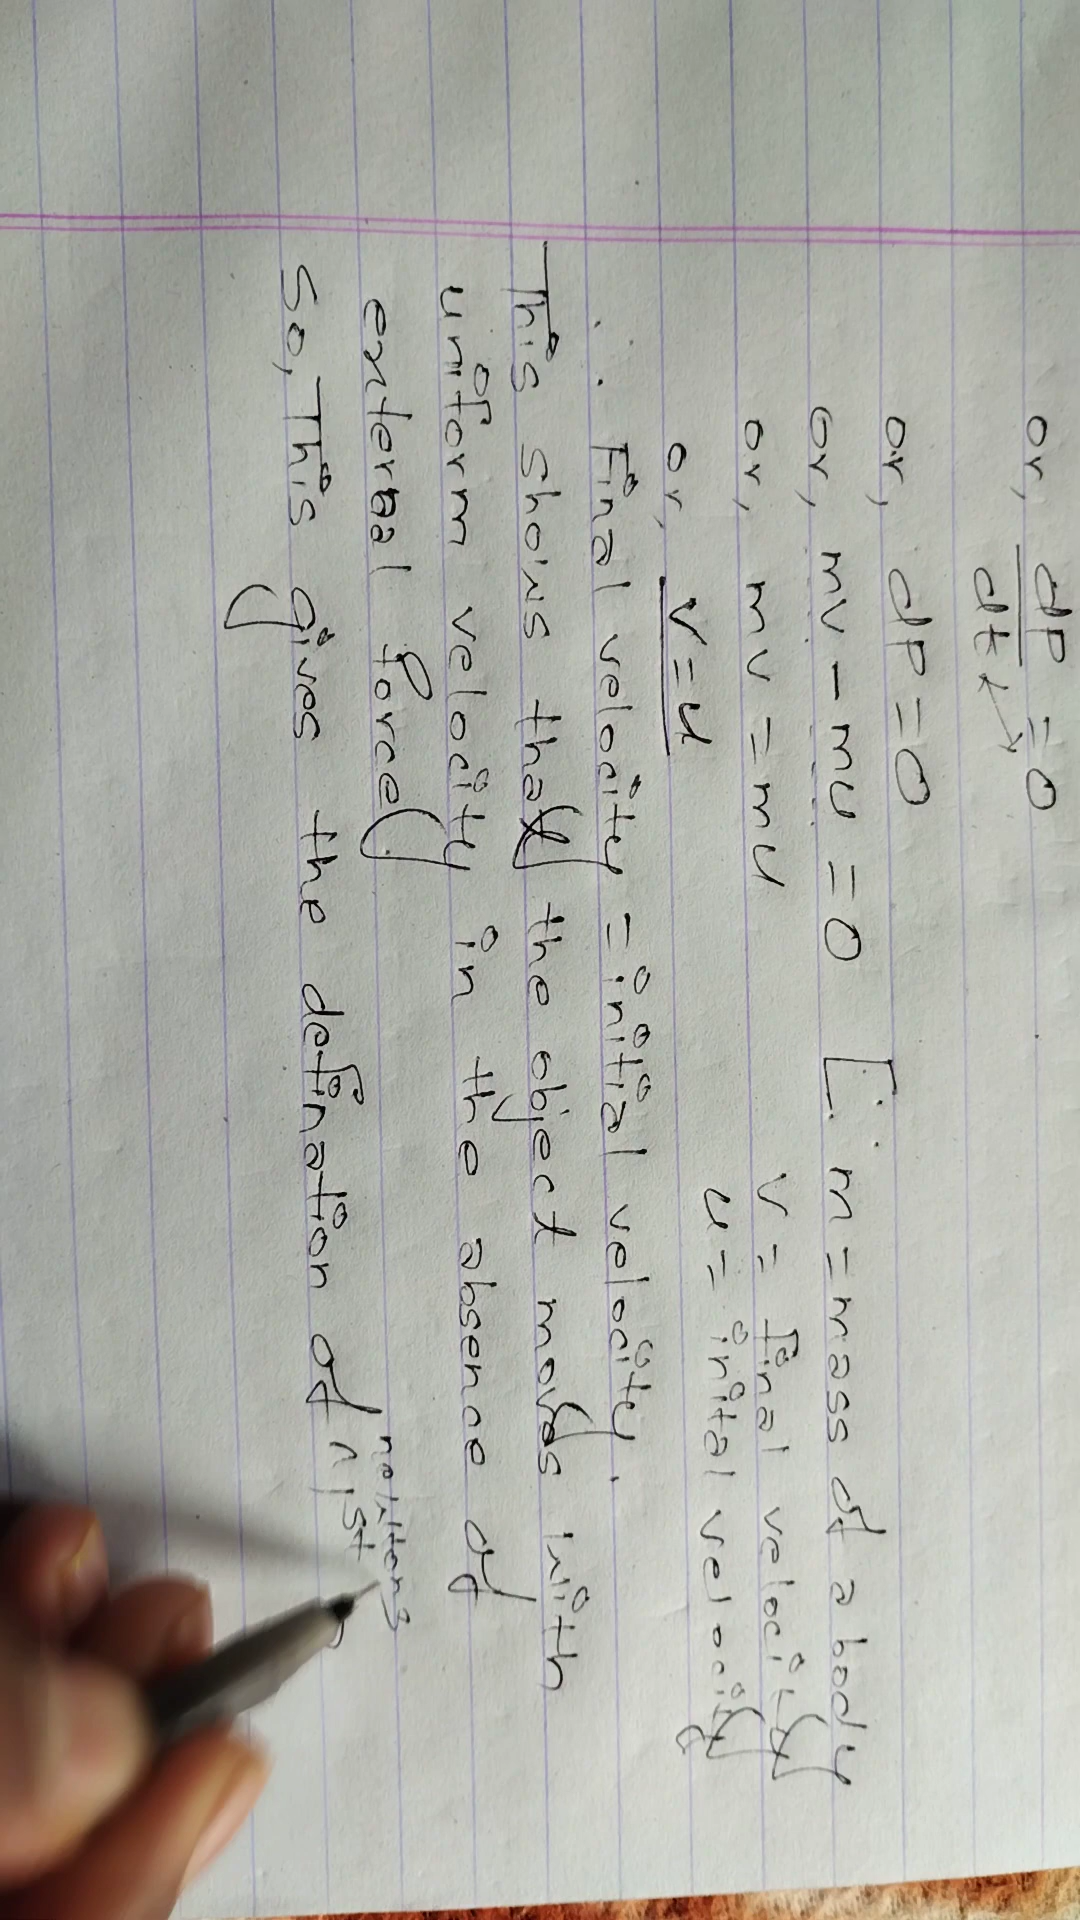 or, dP/dt = 0
or, dP = 0
or, mv - mu = 0 [∵ m = mass of a body
or, mv = mu v = final velocity
or, v = u u = inital velocity
∴ Final velocity = initial velocity.
This shows that the object moves with
uniform velocity in the absence of
external force.
So, This gives the defination of
1st